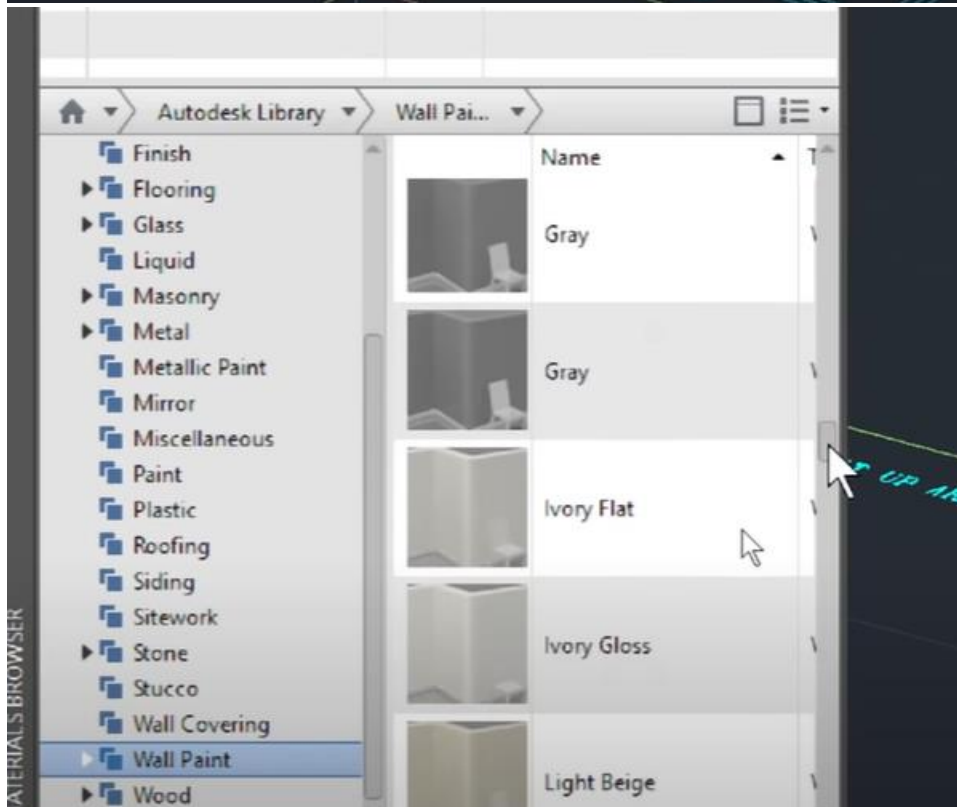 Autodesk Library Wall Pai...
Finish
Flooring
Glass
Liquid
Masonry
Metal
Metallic Paint
Mirror
Miscellaneous
Paint
Plastic
Roofing
Siding
Sitework
Stone
Stucco
Wall Covering
Wall Paint
Wood
Name
Gray
Gray
Ivory Flat
Ivory Gloss
Light Beige
UP
BROWSER